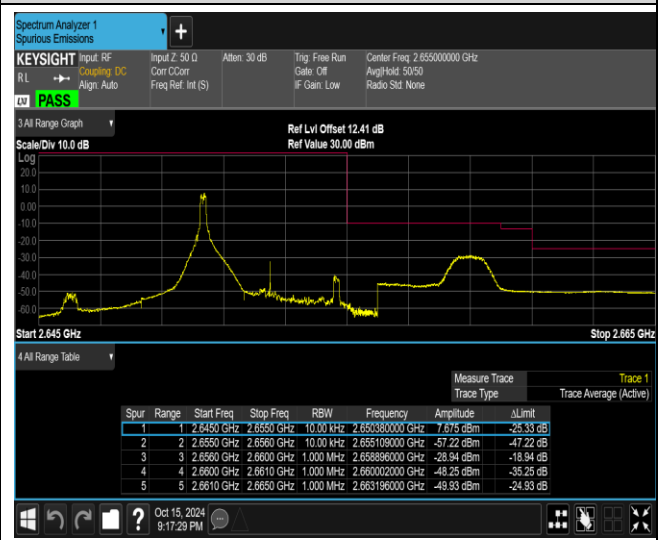 Spectrum Analyzer 1
Spurious Emissions
KEYSIGHT Input: RF Input Z: 50 Ω Atten: 30 dB Trig: Free Run Center Freq: 2.655000000 GHz
RL Coupling: DC Corr CCorr Gate: Off Avg|Hold: 50/50
Align: Auto Freq Ref: Int (S) IF Gain: Low Radio Std: None
LXI PASS
3 All Range Graph
Ref Lvl Offset 12.41 dB
Scale/Div 10.0 dB Ref Value 30.00 dBm
Log
20.0
10.0
0.00
-10.0
-20.0
-30.0
-40.0
-50.0
-60.0
Start 2.645 GHz Stop 2.665 GHz
4 All Range Table
Measure Trace Trace 1
Trace Type Trace Average (Active)
Spur Range Start Freq Stop Freq RBW Frequency Amplitude ΔLimit
1 1 2.6450 GHz 2.6550 GHz 10.00 kHz 2.650380000 GHz 7.675 dBm -25.33 dB
2 2 2.6550 GHz 2.6560 GHz 10.00 kHz 2.655109000 GHz -57.22 dBm -47.22 dB
3 3 2.6560 GHz 2.6600 GHz 1.000 MHz 2.658896000 GHz -28.94 dBm -18.94 dB
4 4 2.6600 GHz 2.6610 GHz 1.000 MHz 2.660002000 GHz -48.25 dBm -35.25 dB
5 5 2.6610 GHz 2.6650 GHz 1.000 MHz 2.663196000 GHz -49.93 dBm -24.93 dB
Oct 15, 2024
9:17:29 PM